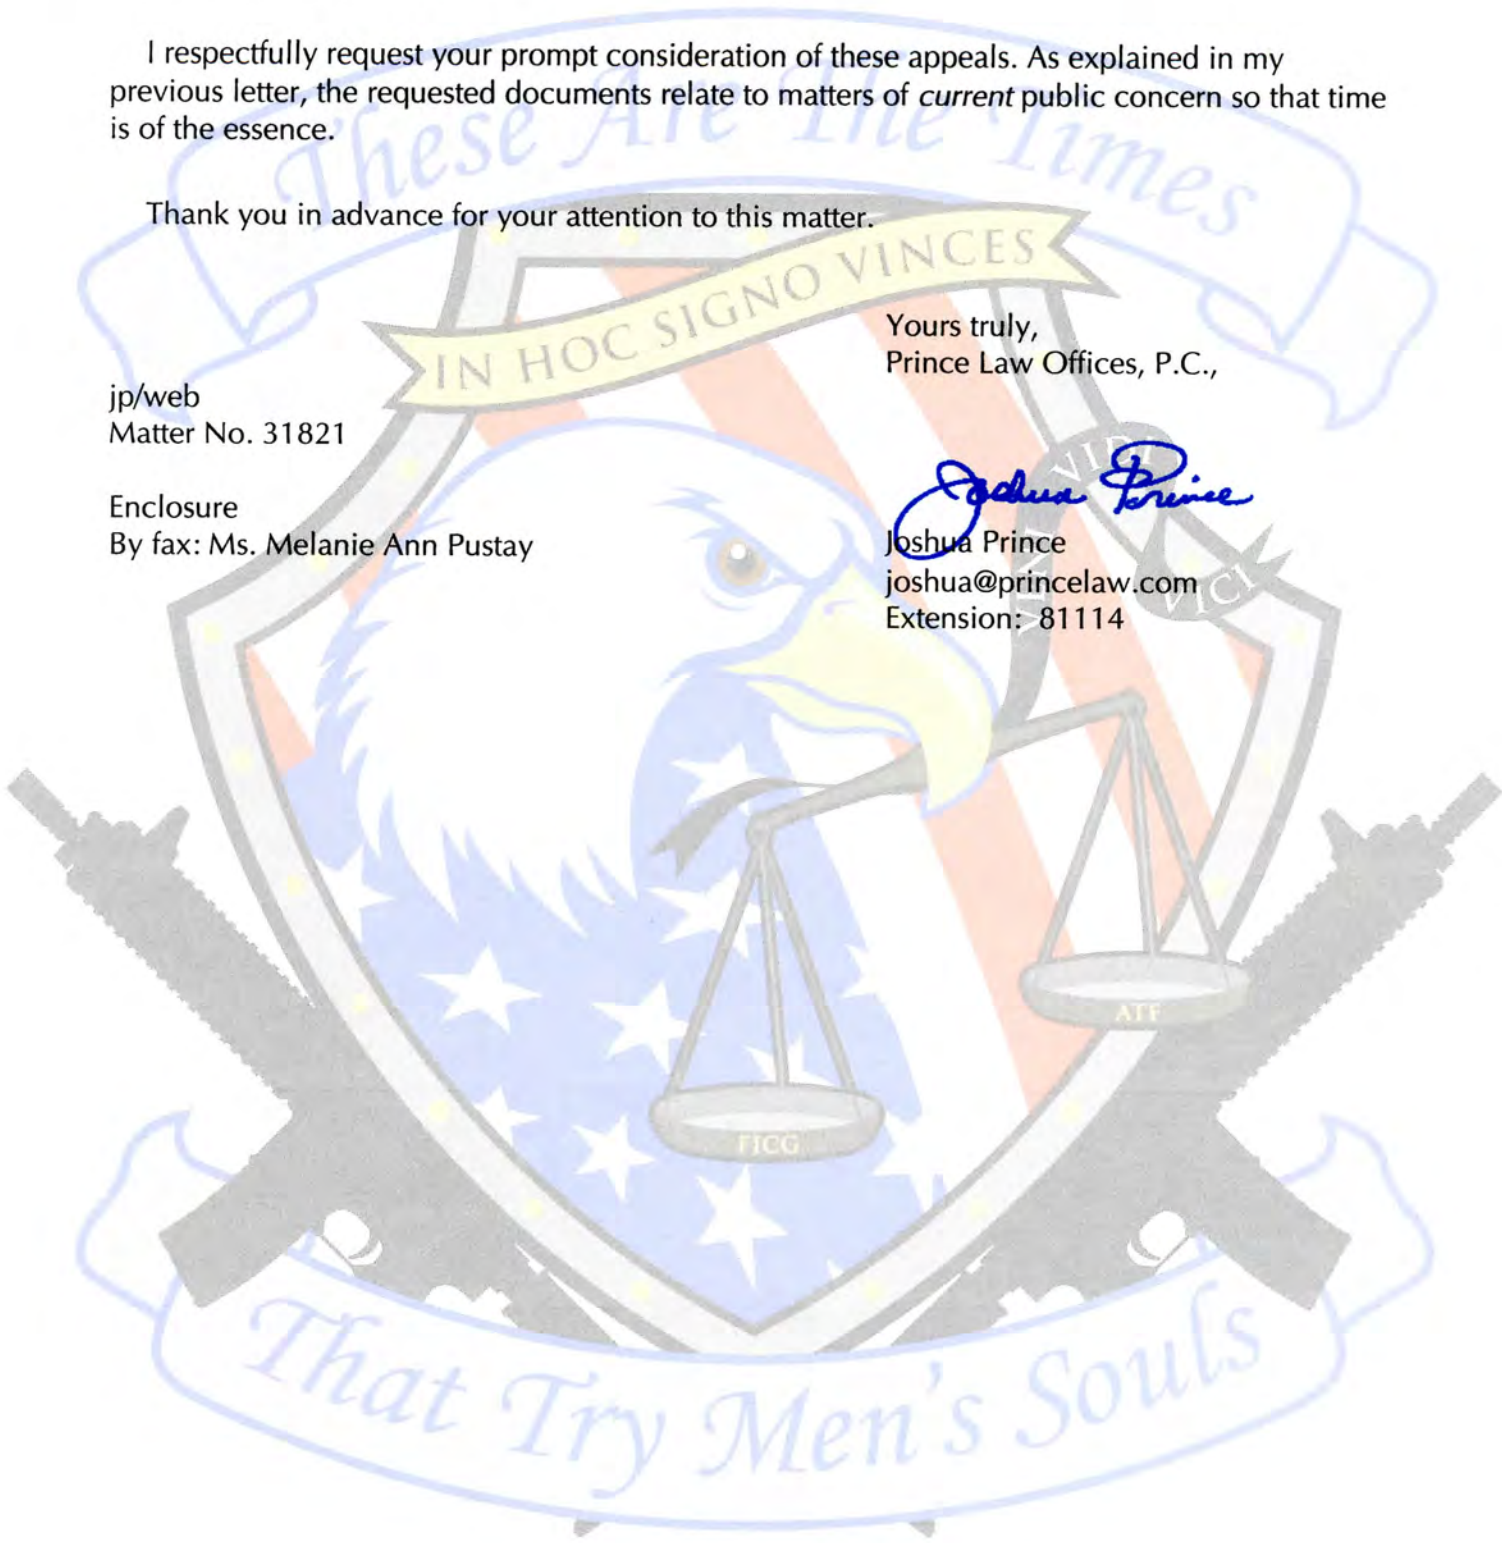 I respectfully request your prompt consideration of these appeals. As explained in my
previous letter, the requested documents relate to matters of current public concern so that time
is of the essence.
These Are The Times
Thank you in advance for your attention to this matter.
IN HOC SIGNO VINCES
Yours truly,
Prince Law Offices, P.C.,
jp/web
Matter No. 31821
VIDI
Joshua Prince
Enclosure
By fax: Ms. Melanie Ann Pustay
Joshua Prince
joshua@princelaw.com
Extension: 81114
VENI
VICI
ATF
FICG
That Try Men's Souls